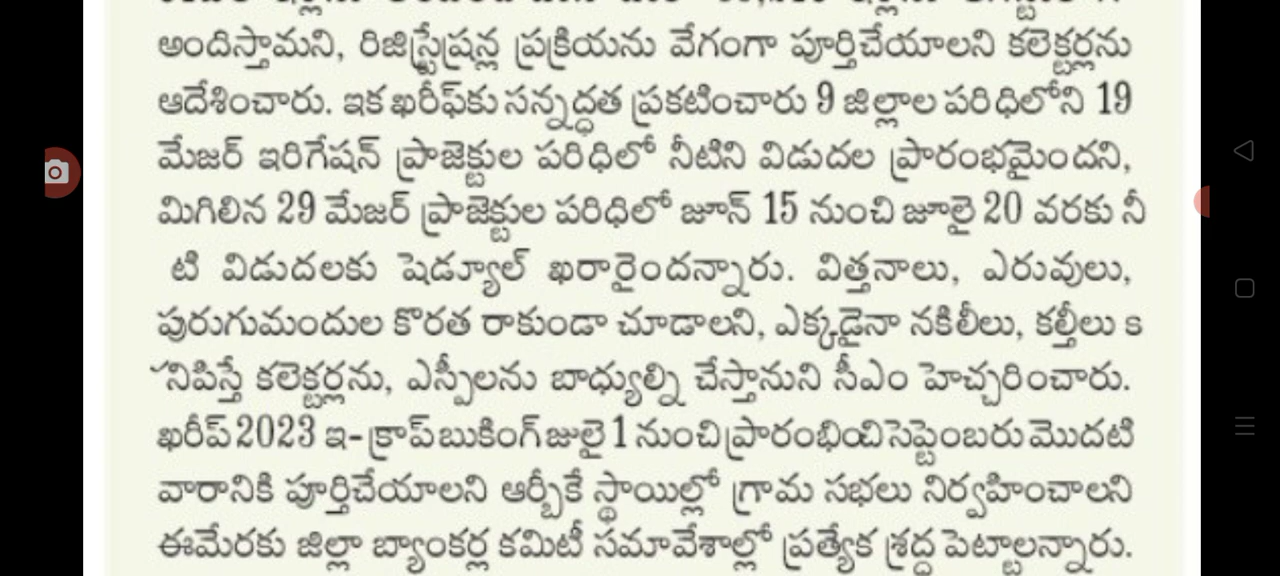 అందిస్తామని, రిజిస్ట్రేషన్ల ప్రక్రియను వేగంగా పూర్తిచేయాలని కలెక్టర్లను
ఆదేశించారు. ఇక ఖరీఫ్‌కు సన్నద్ధత ప్రకటించారు 9 జిల్లాల పరిధిలోని 19
మేజర్ ఇరిగేషన్ ప్రాజెక్టుల పరిధిలో నీటిని విడుదల ప్రారంభమైందని,
మిగిలిన 29 మేజర్ ప్రాజెక్టుల పరిధిలో జూన్ 15 నుంచి జూలై 20 వరకు నీ
టి విడుదలకు షెడ్యూల్ ఖరారైందన్నారు. విత్తనాలు, ఎరువులు,
పురుగుమందుల కొరత రాకుండా చూడాలని, ఎక్కడైనా నకిలీలు, కల్తీలు క
నిపిస్తే కలెక్టర్లను, ఎస్పీలను బాధ్యుల్ని చేస్తానుని సీఎం హెచ్చరించారు.
ఖరీప్ 2023 ఇ-క్రాప్ బుకింగ్ జులై 1 నుంచి ప్రారంభించి సెప్టెంబరు మొదటి
వారానికి పూర్తిచేయాలని ఆర్బీకే స్థాయిల్లో గ్రామ సభలు నిర్వహించాలని
ఈమేరకు జిల్లా బ్యాంకర్ల కమిటీ సమావేశాల్లో ప్రత్యేక శ్రద్ద పెట్టాల్టన్నారు.